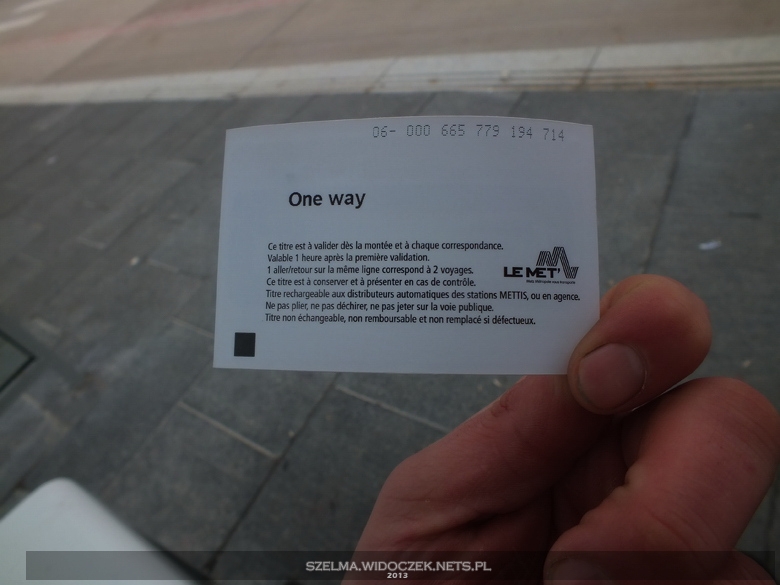 06- 000 665 779 194 714
One way
Ce titre est à valider dès la montée et à chaque correspondance.
Valable 1 heure après la première validation.
1 aller/retour sur la même ligne correspond à 2 voyages.
Ce titre est à conserver et à présenter en cas de contrôle.
Titre rechargeable aux distributeurs automatiques des stations METTIS, ou en agence.
Ne pas plier, ne pas déchirer, ne pas jeter sur la voie publique.
Titre non échangeable, non remboursable et non remplacé si défectueux.
LE MET'
SZELMA.WIDOCZEK.NETS.PL
2013